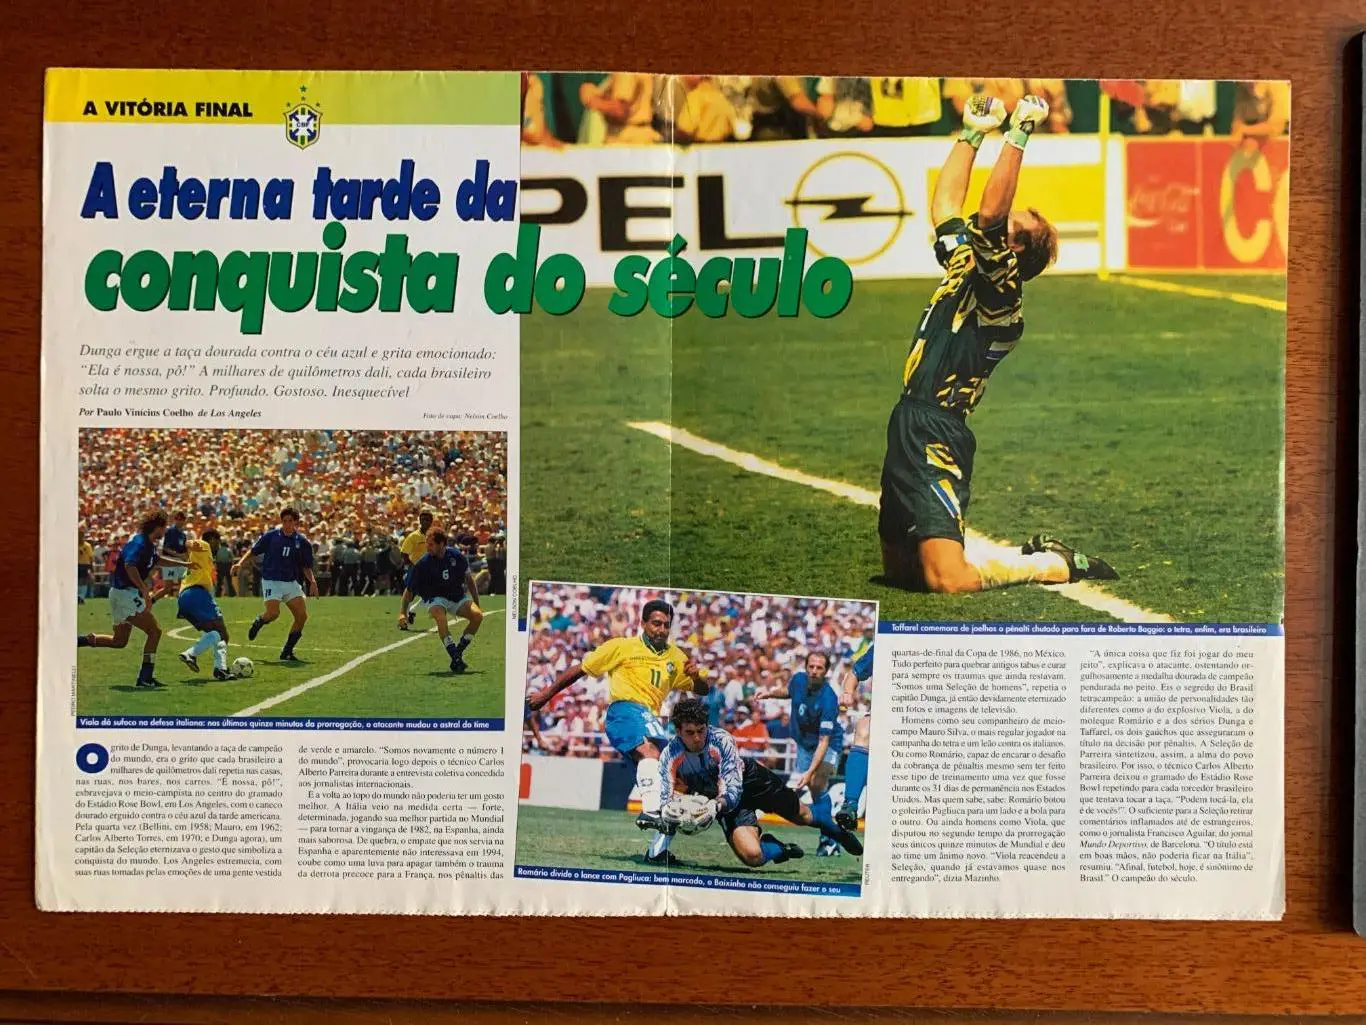 A VITÓRIA FINAL
CBF
A eterna tarde da
conquista do século
Dunga ergue a taça dourada contra o céu azul e grita emocionado:
“Ela é nossa, pô!” A milhares de quilômetros dali, cada brasileiro
solta o mesmo grito. Profundo. Gostoso. Inesquecível
Por Paulo Vinícius Coelho de Los Angeles
Foto de capa: Nelson Coelho
OPEL
Coca-Cola
PEDRO MARTINELLI
Viola dá sufoco na defesa italiana: nos últimos quinze minutos da prorrogação, o atacante mudou o astral do time
NELSON COELHO
Taffarel comemora de joelhos o pênalti chutado para fora de Roberto Baggio: o tetra, enfim, era brasileiro
11
6
11
Romário divide o lance com Pagliuca: bem marcado, o Baixinho não conseguiu fazer o seu
REUTER
O grito de Dunga, levantando a taça de campeão
do mundo, era o grito que cada brasileiro a
milhares de quilômetros dali repetia nas casas,
nas ruas, nos bares, nos carros. “É nossa, pô!”,
esbravejava o meio-campista no centro do gramado
do Estádio Rose Bowl, em Los Angeles, com o caneco
dourado erguido contra o céu azul da tarde americana.
Pela quarta vez (Bellini, em 1958; Mauro, em 1962;
Carlos Alberto Torres, em 1970; e Dunga agora), um
capitão da Seleção eternizava o gesto que simboliza a
conquista do mundo. Los Angeles estremecia, com
suas ruas tomadas pelas emoções de uma gente vestida
de verde e amarelo. “Somos novamente o número 1
do mundo”, provocaria logo depois o técnico Carlos
Alberto Parreira durante a entrevista coletiva concedida
aos jornalistas internacionais.
E a volta ao topo do mundo não poderia ter um gosto
melhor. A Itália veio na medida certa — forte,
determinada, jogando sua melhor partida no Mundial
— para tornar a vingança de 1982, na Espanha, ainda
mais saborosa. De quebra, o empate que nos servia na
Espanha e aparentemente não interessava em 1994,
coube como uma luva para apagar também o trauma
da derrota precoce para a França, nos pênaltis das
quartas-de-final da Copa de 1986, no México.
Tudo perfeito para quebrar antigos tabus e curar
para sempre os traumas que ainda restavam.
“Somos uma Seleção de homens”, repetia o
capitão Dunga, já então devidamente eternizado
em fotos e imagens de televisão.
Homens como seu companheiro de meio-
campo Mauro Silva, o mais regular jogador na
campanha do tetra e um leão contra os italianos.
Ou como Romário, capaz de encarar o desafio
da cobrança de pênaltis mesmo sem ter feito
esse tipo de treinamento uma vez que fosse
durante os 31 dias de permanência nos Estados
Unidos. Mas quem sabe, sabe: Romário botou
o goleirão Pagliuca para um lado e a bola para
o outro. Ou ainda homens como Viola, que
disputou no segundo tempo da prorrogação
seus únicos quinze minutos de Mundial e deu
ao time um ânimo novo. “Viola reacendeu a
Seleção, quando já estávamos quase nos
entregando”, dizia Mazinho.
“A única coisa que fiz foi jogar do meu
jeito”, explicava o atacante, ostentando or-
gulhosamente a medalha dourada de campeão
pendurada no peito. Eis o segredo do Brasil
tetracampeão: a união de personalidades tão
diferentes como a do explosivo Viola, a do
moleque Romário e a dos sérios Dunga e
Taffarel, os dois gaúchos que asseguraram o
título na decisão por pênaltis. A Seleção de
Parreira sintetizou, assim, a alma do povo
brasileiro. Por isso, o técnico Carlos Alberto
Parreira deixou o gramado do Estádio Rose
Bowl repetindo para cada torcedor brasileiro
que tentava tocar a taça. “Podem tocá-la, ela
é de vocês!”. O suficiente para a Seleção retirar
comentários inflamados até de estrangeiros,
como o jornalista Francisco Aguilar, do jornal
Mundo Deportivo, de Barcelona. “O título está
em boas mãos, não poderia ficar na Itália”,
resumiu. “Afinal, futebol, hoje, é sinônimo de
Brasil.” O campeão do século.